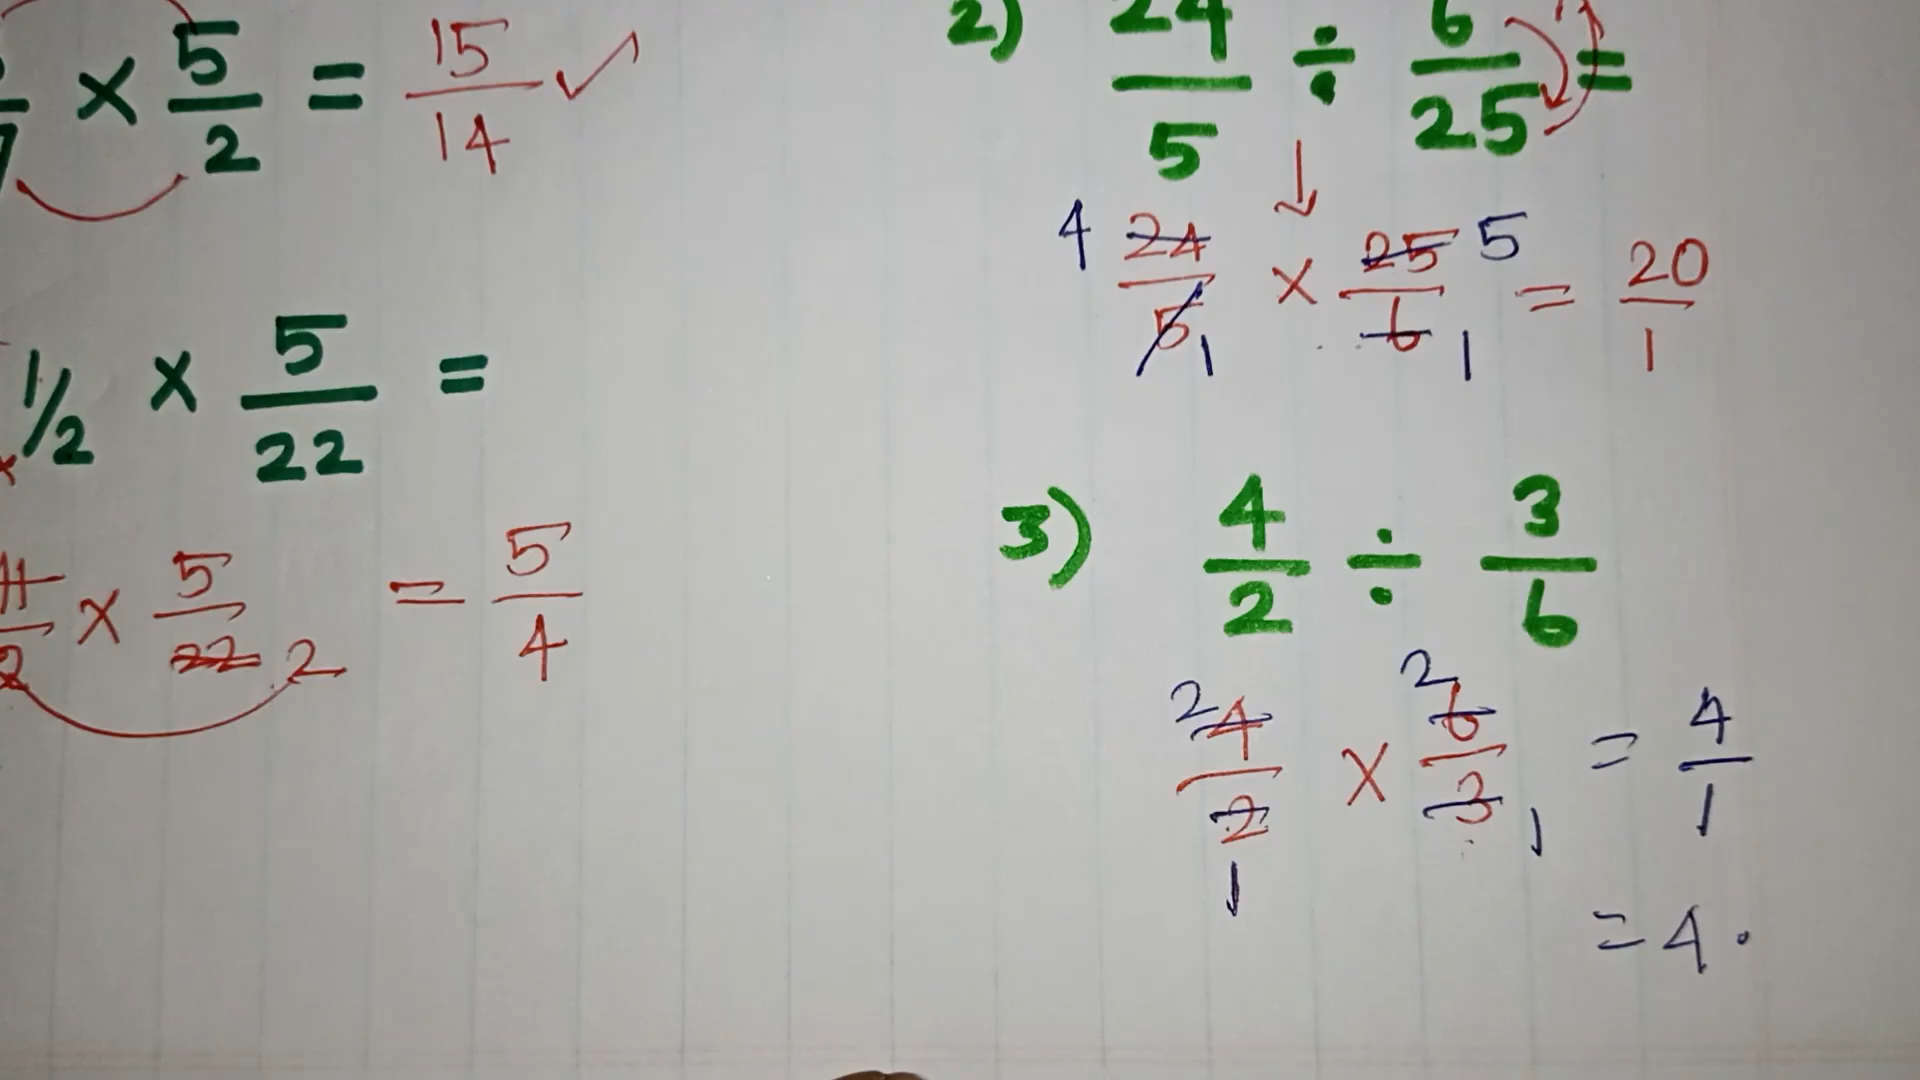 × 5/2 = 15/14 ✓
1/2 × 5/22 =
11/2 × 5/22 2 = 5/4
2) 24/5 ÷ 6/25 =
4 24/5 1 × 25/6 5 1 = 20/1
3) 4/2 ÷ 3/6
2 4/2 1 × 2 6/3 1 = 4/1
= 4.